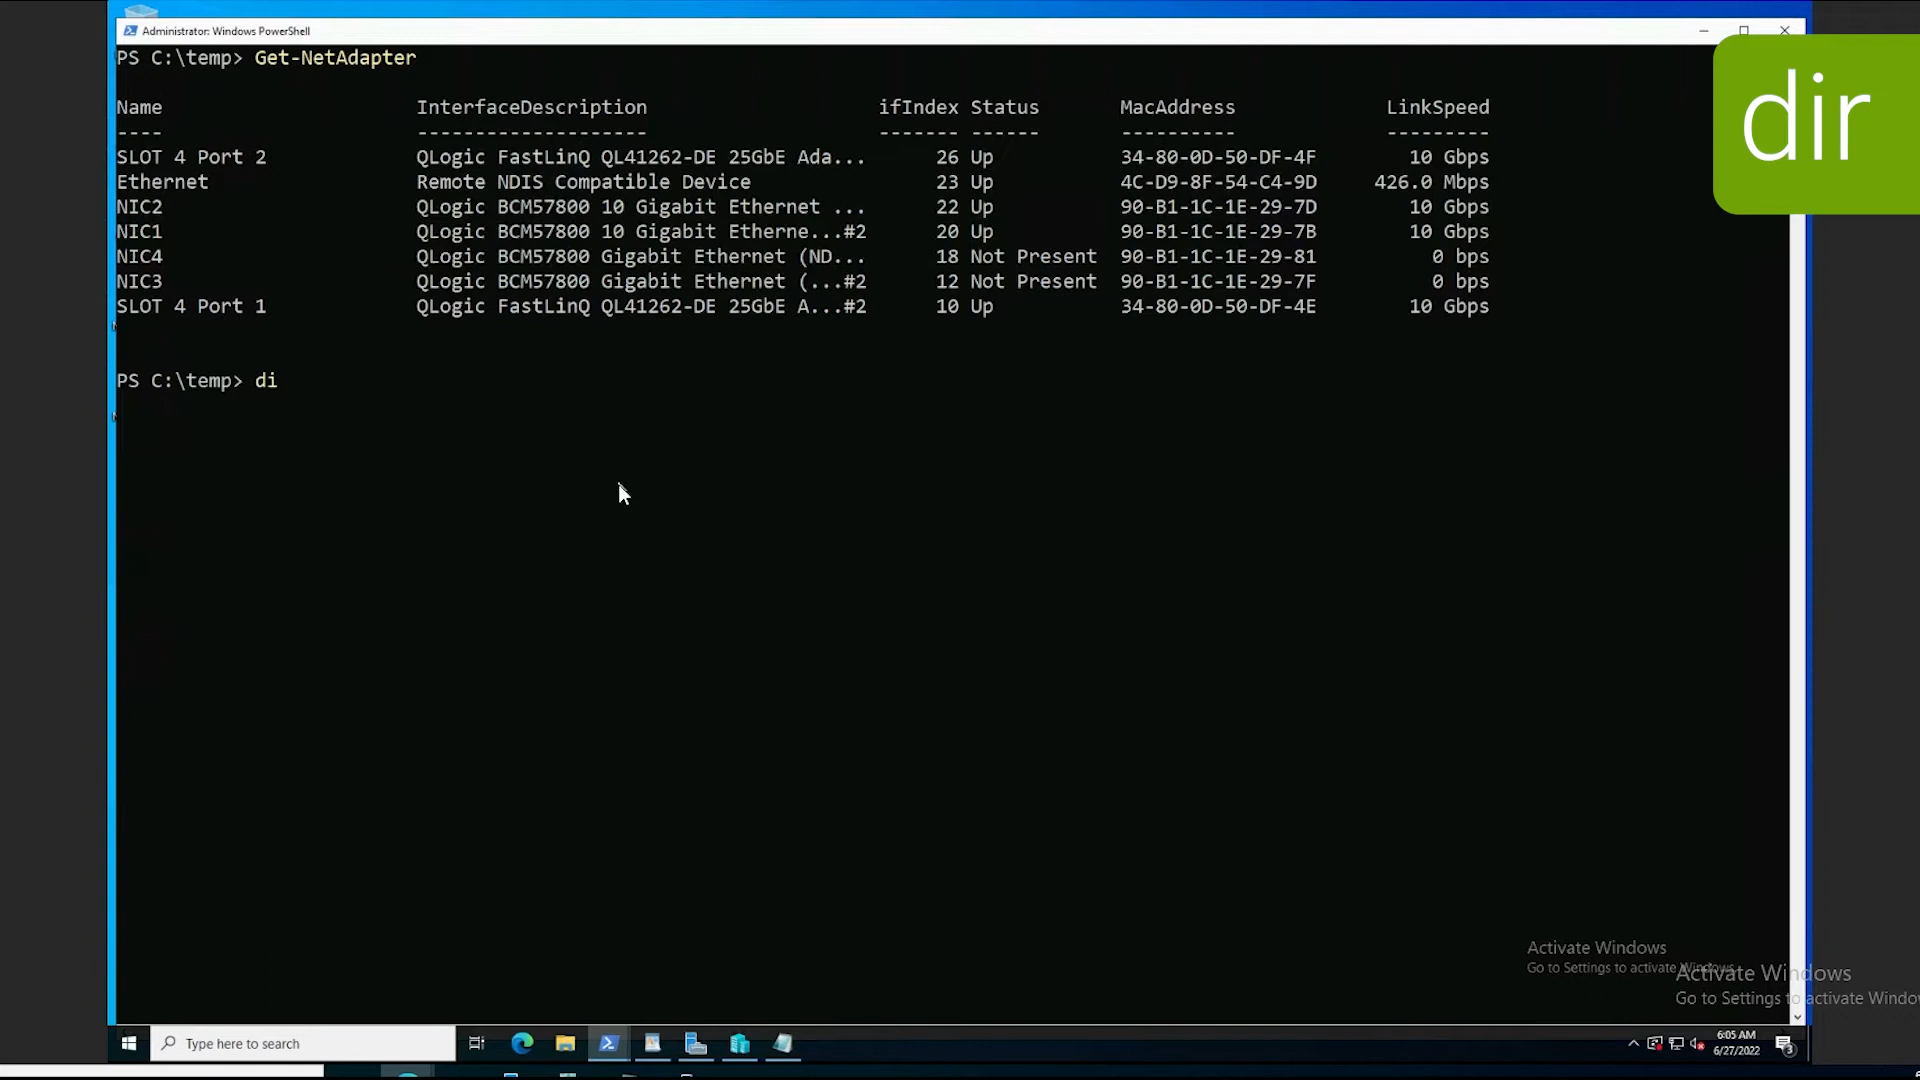 Administrator: Windows PowerShell
PS C:\temp> Get-NetAdapter
dir
Name InterfaceDescription ifIndex Status MacAddress LinkSpeed
---- -------------------- ------- ------ ---------- ---------
SLOT 4 Port 2 QLogic FastLinQ QL41262-DE 25GbE Ada... 26 Up 34-80-0D-50-DF-4F 10 Gbps
Ethernet Remote NDIS Compatible Device 23 Up 4C-D9-8F-54-C4-9D 426.0 Mbps
NIC2 QLogic BCM57800 10 Gigabit Ethernet ... 22 Up 90-B1-1C-1E-29-7D 10 Gbps
NIC1 QLogic BCM57800 10 Gigabit Etherne...#2 20 Up 90-B1-1C-1E-29-7B 10 Gbps
NIC4 QLogic BCM57800 Gigabit Ethernet (ND... 18 Not Present 90-B1-1C-1E-29-81 0 bps
NIC3 QLogic BCM57800 Gigabit Ethernet (...#2 12 Not Present 90-B1-1C-1E-29-7F 0 bps
SLOT 4 Port 1 QLogic FastLinQ QL41262-DE 25GbE A...#2 10 Up 34-80-0D-50-DF-4E 10 Gbps
PS C:\temp> di
Activate Windows
Go to Settings to activate
Activate Windows
Go to Settings to activate Windo
Type here to search
6:05 AM
6/27/2022
3